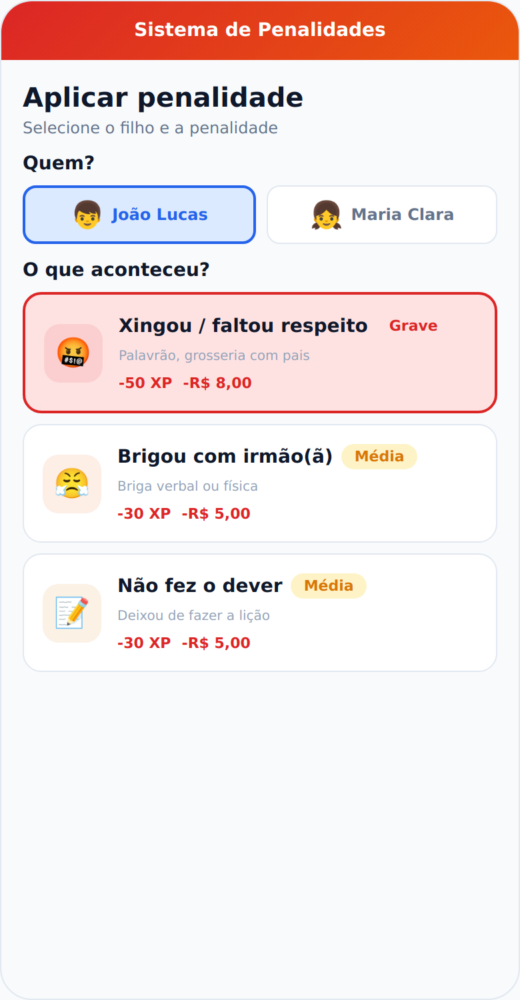 Sistema de Penalidades
Aplicar penalidade
Selecione o filho e a penalidade
Quem?
João Lucas
Maria Clara
O que aconteceu?
Xingou / faltou respeito Grave
Palavrão, grosseria com pais
-50 XP -R$ 8,00
Brigou com irmão(ã) Média
Briga verbal ou física
-30 XP -R$ 5,00
Não fez o dever Média
Deixou de fazer a lição
-30 XP -R$ 5,00